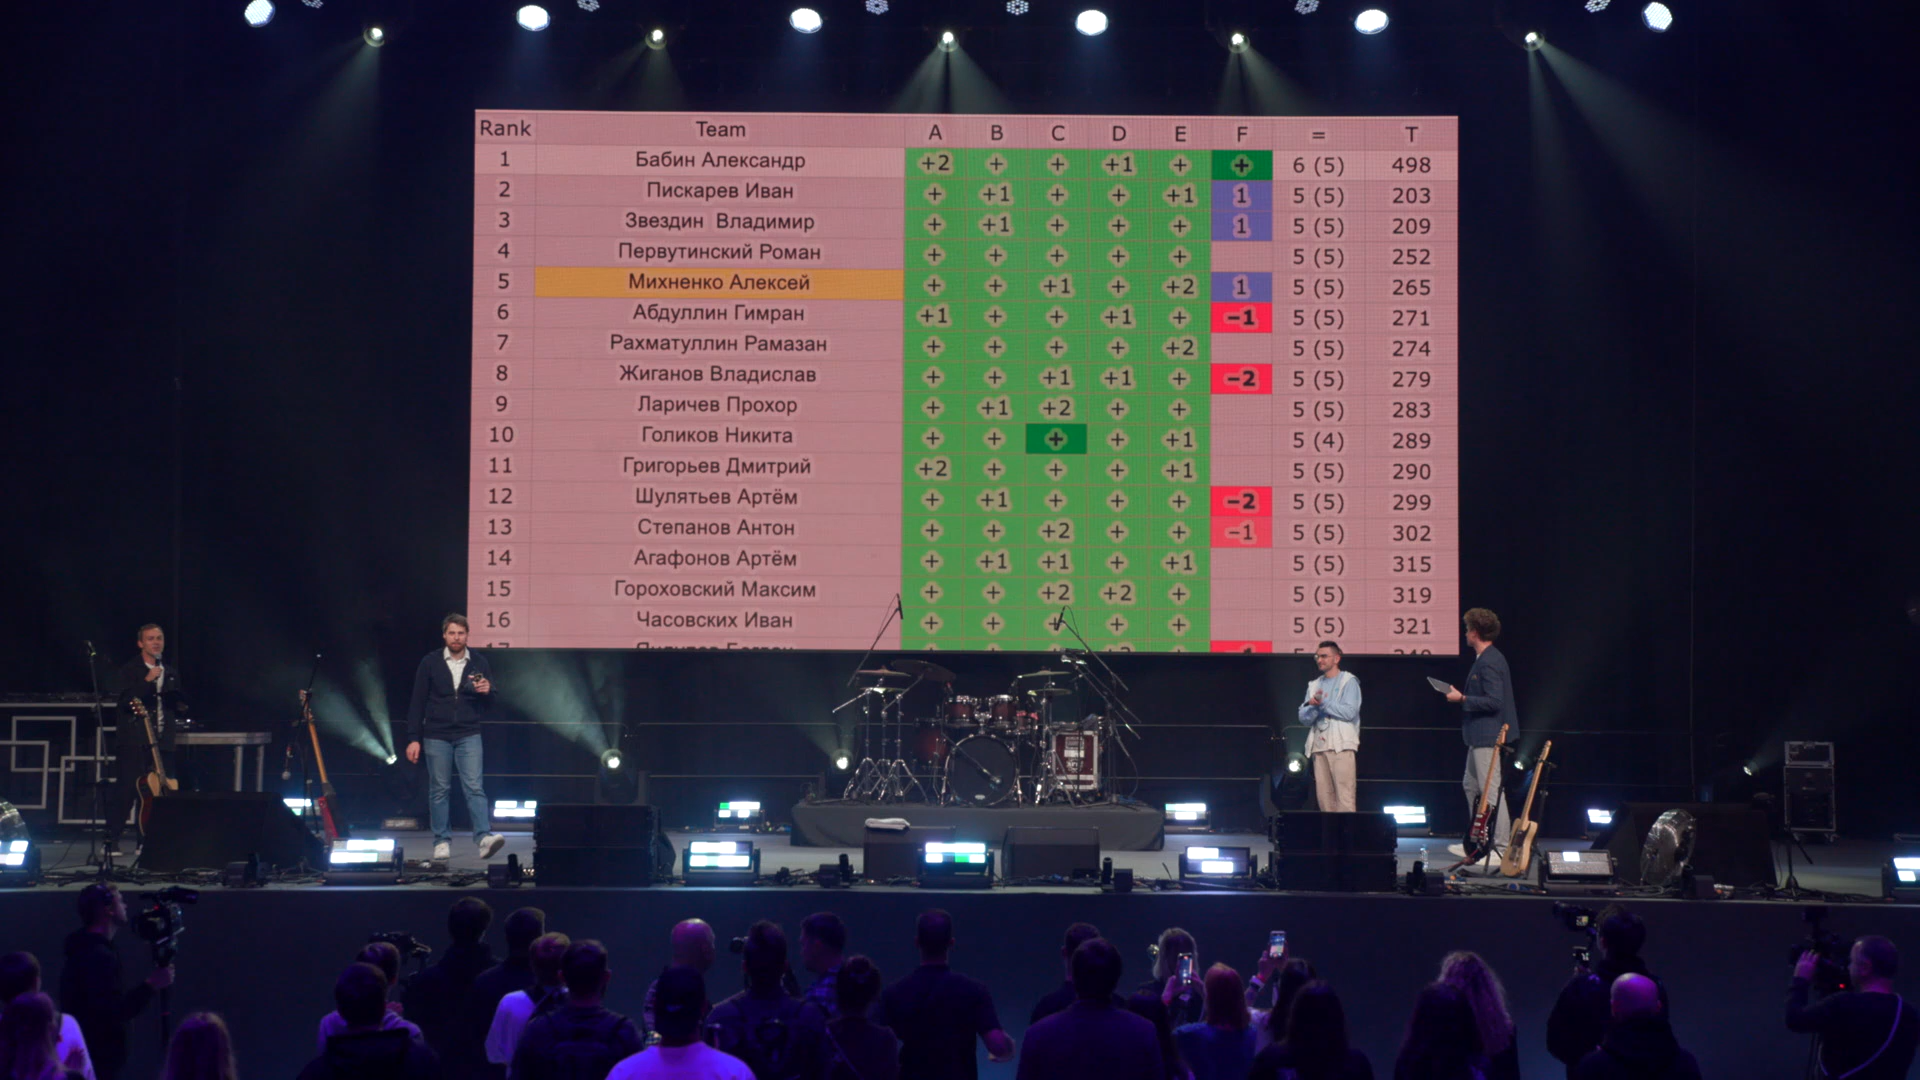 Rank Team A B C D E F = T
1 Бабин Александр +2 + + +1 + + 6 (5) 498
2 Пискарев Иван + +1 + + +1 1 5 (5) 203
3 Звездин Владимир + +1 + + + 1 5 (5) 209
4 Первутинский Роман + + + + + 5 (5) 252
5 Михненко Алексей + + +1 + +2 1 5 (5) 265
6 Абдуллин Гимран +1 + + +1 + −1 5 (5) 271
7 Рахматуллин Рамазан + + + + +2 5 (5) 274
8 Жиганов Владислав + + +1 +1 + −2 5 (5) 279
9 Ларичев Прохор + +1 +2 + + 5 (5) 283
10 Голиков Никита + + + + +1 5 (4) 289
11 Григорьев Дмитрий +2 + + + +1 5 (5) 290
12 Шулятьев Артём + +1 + + + −2 5 (5) 299
13 Степанов Антон + + +2 + + −1 5 (5) 302
14 Агафонов Артём + +1 +1 + +1 5 (5) 315
15 Гороховский Максим + + +2 +2 + 5 (5) 319
16 Часовских Иван + + + + + 5 (5) 321